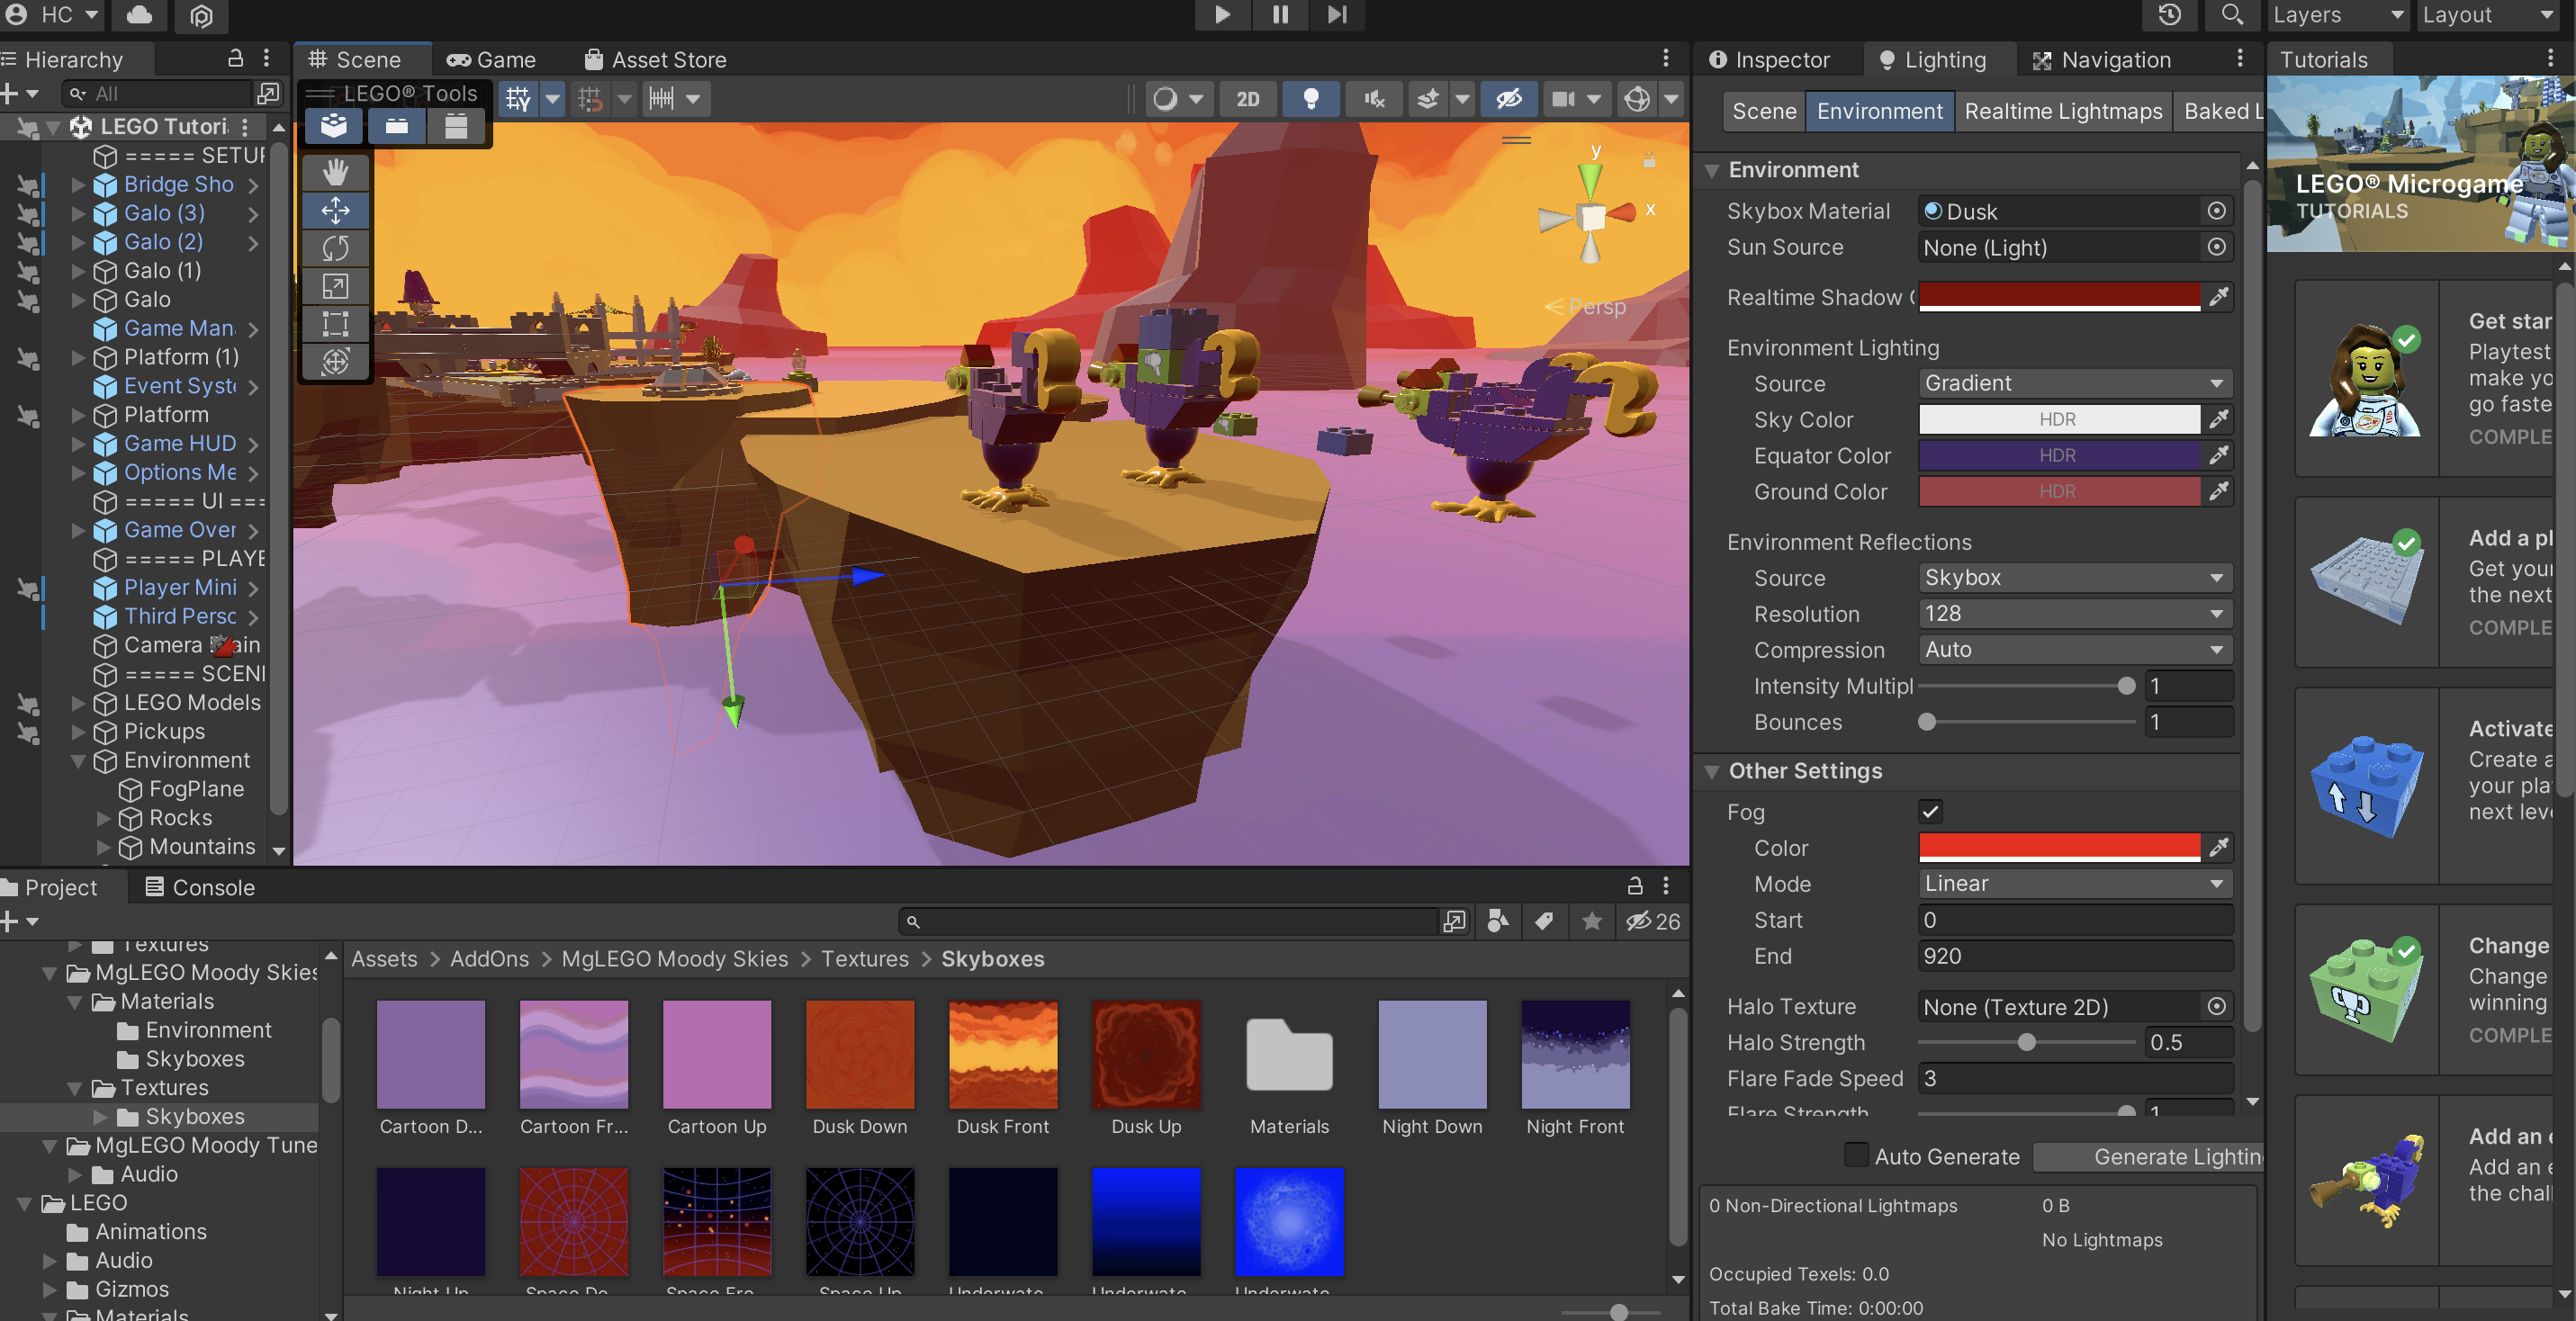 HC
Layers
Layout
Hierarchy
Scene
Game
Asset Store
Inspector
Lighting
Navigation
Tutorials
All
LEGO® Tools
2D
Scene
Environment
Realtime Lightmaps
Baked L
LEGO Tutori
===== SETUP
Bridge Sho
Galo (3)
Galo (2)
Galo (1)
Galo
Game Man
Platform (1)
Event Syste
Platform
Game HUD
Options Me
===== UI ===
Game Over
===== PLAYE
Player Mini
Third Perso
Camera Main
===== SCENE
LEGO Models
Pickups
Environment
FogPlane
Rocks
Mountains
y
x
Persp
Environment
Skybox Material
Dusk
Sun Source
None (Light)
Realtime Shadow C
Environment Lighting
Source
Gradient
Sky Color
HDR
Equator Color
HDR
Ground Color
HDR
Environment Reflections
Source
Skybox
Resolution
128
Compression
Auto
Intensity Multipl
1
Bounces
1
Other Settings
Fog
Color
Mode
Linear
Start
0
End
920
Halo Texture
None (Texture 2D)
Halo Strength
0.5
Flare Fade Speed
3
Flare Strength
1
Auto Generate
Generate Lightin
0 Non-Directional Lightmaps
0 B
No Lightmaps
Occupied Texels: 0.0
Total Bake Time: 0:00:00
LEGO® Microgame
TUTORIALS
Get star
Playtest
make yo
go faste
COMPLE
Add a pl
Get your
the next
COMPLE
Activate
Create a
your pla
next leve
Change
Change
winning
COMPLE
Add an e
Add an e
the chall
Project
Console
26
Textures
MgLEGO Moody Skies
Materials
Environment
Skyboxes
Textures
Skyboxes
MgLEGO Moody Tune
Audio
LEGO
Animations
Audio
Gizmos
Materials
Assets > AddOns > MgLEGO Moody Skies > Textures > Skyboxes
Cartoon D...
Cartoon Fr...
Cartoon Up
Dusk Down
Dusk Front
Dusk Up
Materials
Night Down
Night Front
Night Up
Space Do...
Space Fro...
Space Up
Underwate...
Underwate...
Underwate...